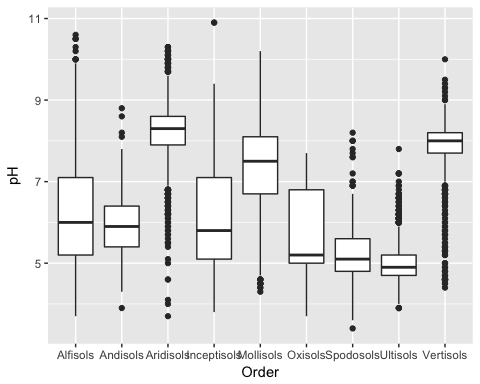 11
9
pH
7
5
Alfisols Andisols Aridisols Inceptisols Mollisols Oxisols Spodosols Ultisols Vertisols
Order